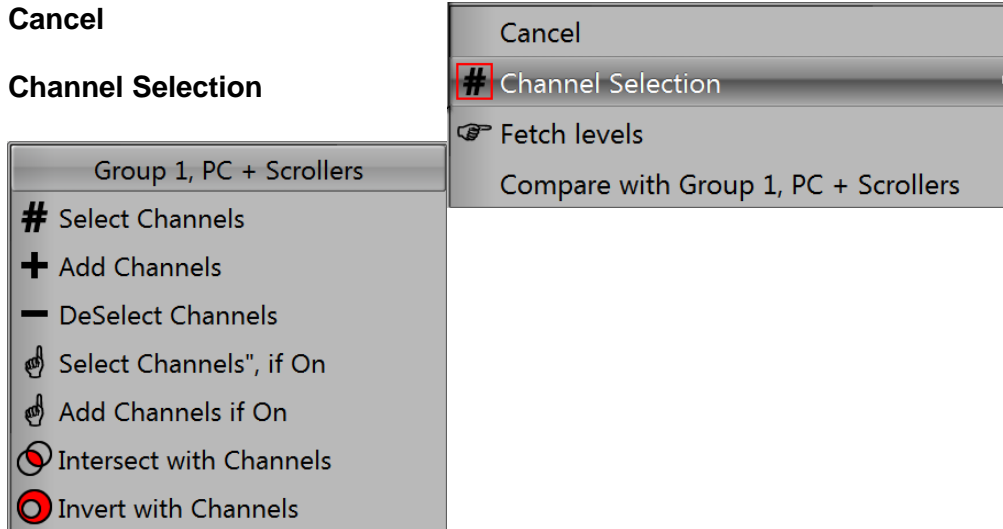 Cancel
Channel Selection
Cancel
# Channel Selection
Fetch levels
Compare with Group 1, PC + Scrollers
Group 1, PC + Scrollers
# Select Channels
+ Add Channels
− DeSelect Channels
Select Channels", if On
Add Channels if On
Intersect with Channels
Invert with Channels